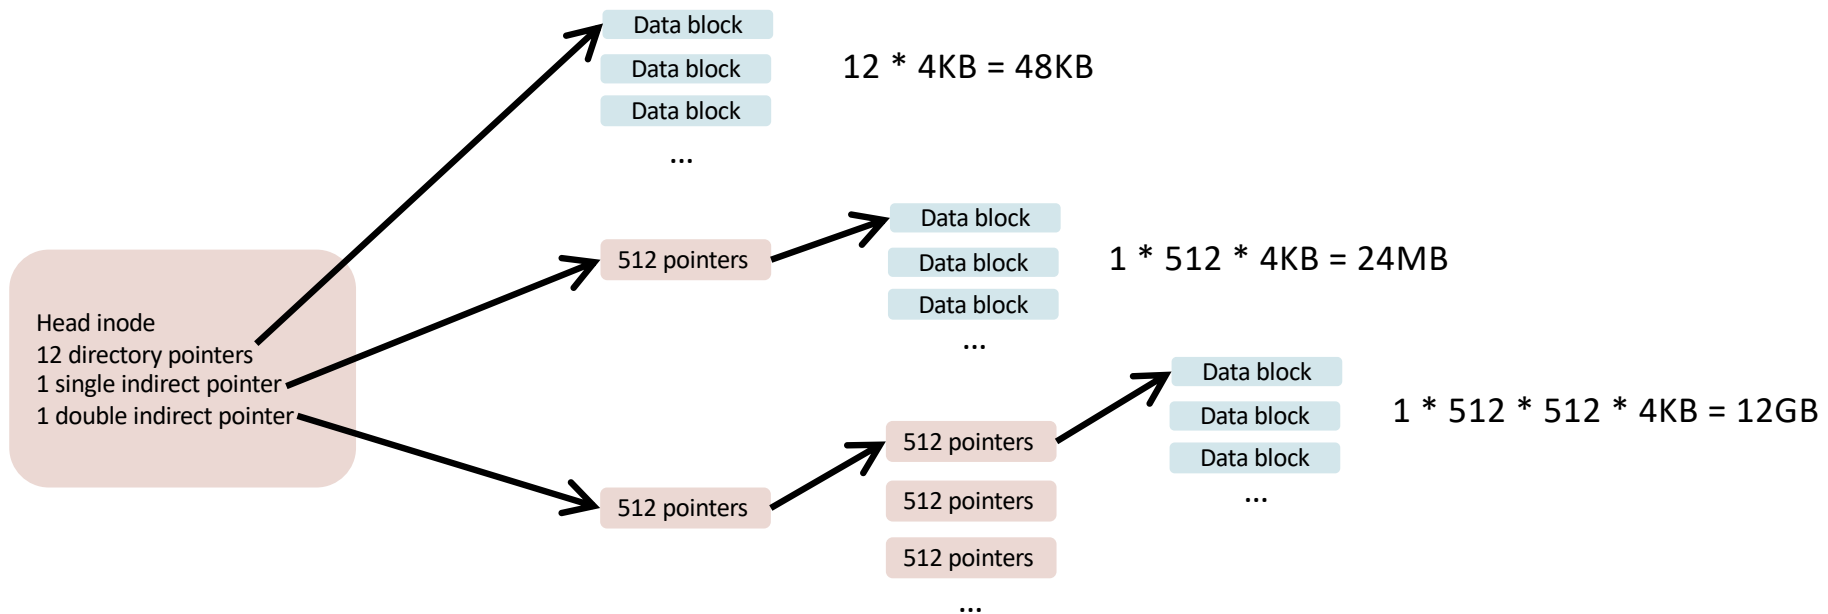 Data block
Data block
Data block
...
12 * 4KB = 48KB
Head inode
12 directory pointers
1 single indirect pointer
1 double indirect pointer
512 pointers
Data block
Data block
Data block
...
1 * 512 * 4KB = 24MB
512 pointers
512 pointers
512 pointers
512 pointers
...
Data block
Data block
Data block
...
1 * 512 * 512 * 4KB = 12GB